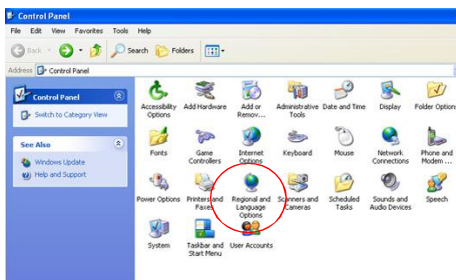 Control Panel
File Edit View Favorites Tools Help
Back Search Folders
Address Control Panel
Control Panel
Switch to Category View
See Also
Windows Update
Help and Support
Accessibility Options
Add Hardware
Add or Remov...
Administrative Tools
Date and Time
Display
Folder Options
Fonts
Game Controllers
Internet Options
Keyboard
Mouse
Network Connections
Phone and Modem ...
Power Options
Printers and Faxes
Regional and Language Options
Scanners and Cameras
Scheduled Tasks
Sounds and Audio Devices
Speech
System
Taskbar and Start Menu
User Accounts